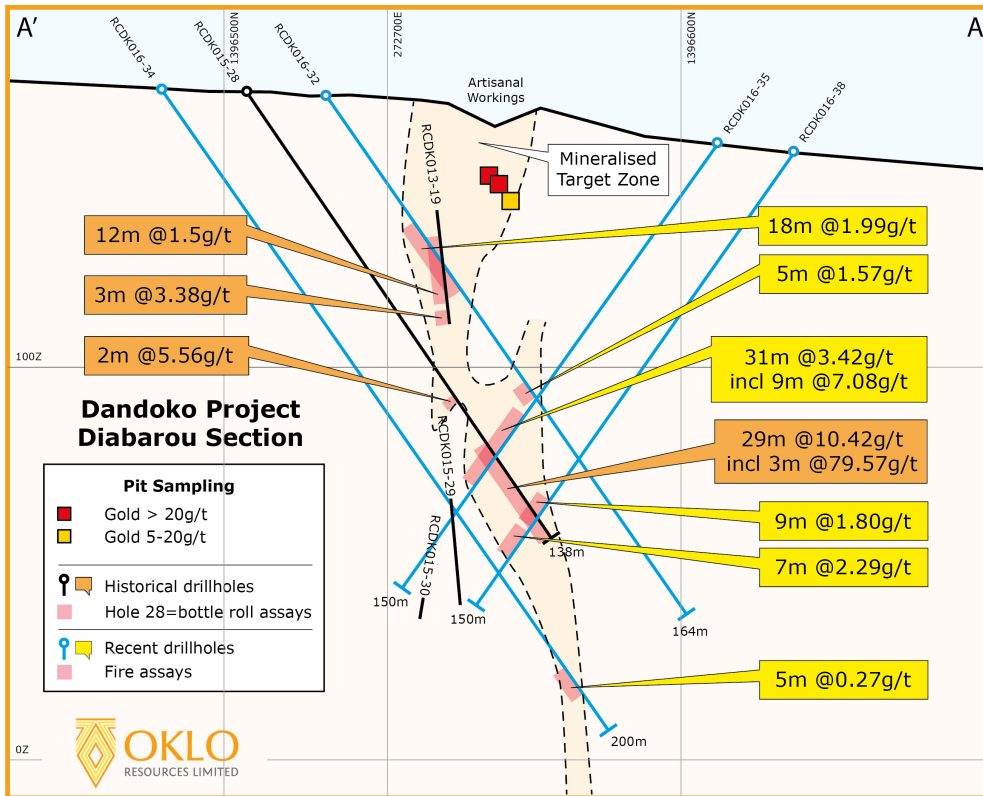 A'
A
RCDK016-34
RCDK015-28
1396500N
RCDK016-32
272700E
1396600N
RCDK016-35
RCDK016-38
Artisanal
Workings
RCDK013-19
Mineralised
Target Zone
12m @1.5g/t
18m @1.99g/t
3m @3.38g/t
5m @1.57g/t
2m @5.56g/t
31m @3.42g/t
incl 9m @7.08g/t
100Z
Dandoko Project
Diabarou Section
RCDK015-29
29m @10.42g/t
incl 3m @79.57g/t
Pit Sampling
Gold > 20g/t
Gold 5-20g/t
Historical drillholes
Hole 28=bottle roll assays
Recent drillholes
Fire assays
RCDK015-30
9m @1.80g/t
138m
7m @2.29g/t
150m
150m
164m
5m @0.27g/t
200m
0Z
OKLO
RESOURCES LIMITED